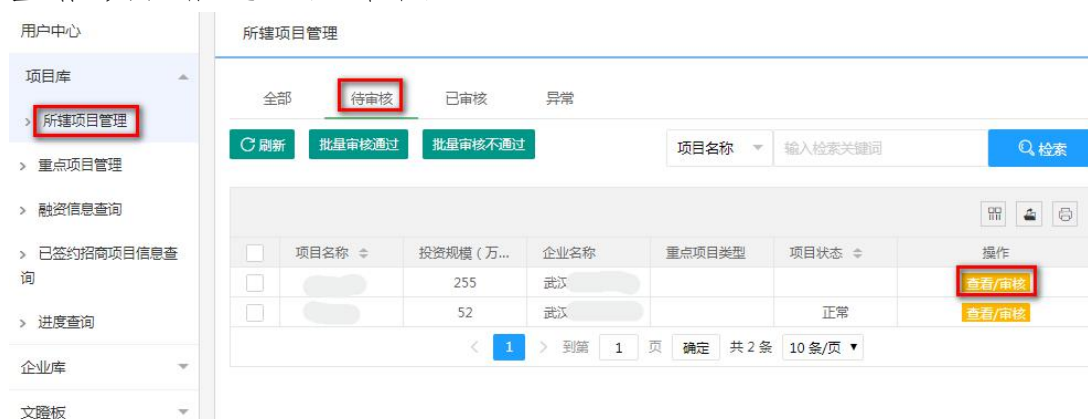 用户中心
所辖项目管理
项目库
全部 待审核 已审核 异常
> 所辖项目管理
刷新 批量审核通过 批量审核不通过 项目名称 输入检索关键词 检索
> 重点项目管理
> 融资信息查询
> 已签约招商项目信息查
询
项目名称 投资规模 ( 万... 企业名称 重点项目类型 项目状态 操作
255 武汉 查看/审核
52 武汉 正常 查看/审核
> 进度查询
< 1 > 到第 1 页 确定 共 2 条 10 条/页
企业库
文瞪板